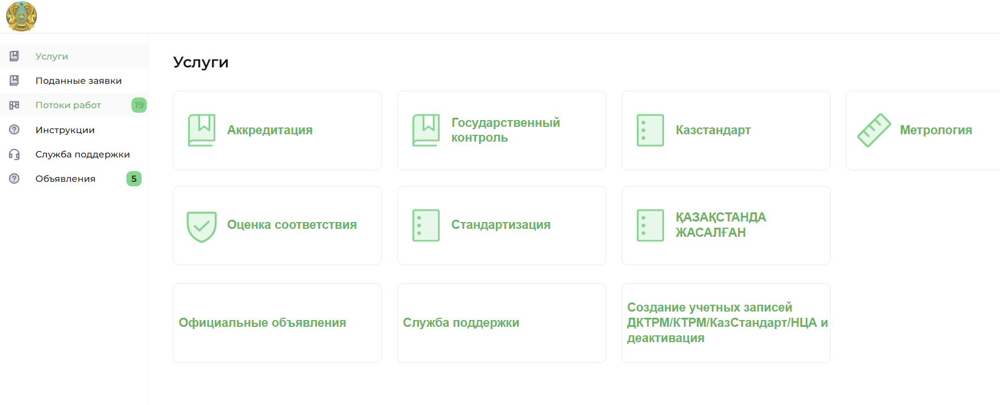 Услуги
Поданные заявки
Потоки работ 19
Инструкции
Служба поддержки
Объявления 5
Услуги
Аккредитация
Государственный
контроль
Казстандарт
Метрология
Оценка соответствия
Стандартизация
ҚАЗАҚСТАНДА
ЖАСАЛҒАН
Официальные объявления
Служба поддержки
Создание учетных записей
ДКТРМ/КТРМ/КазСтандарт/НЦА и
деактивация